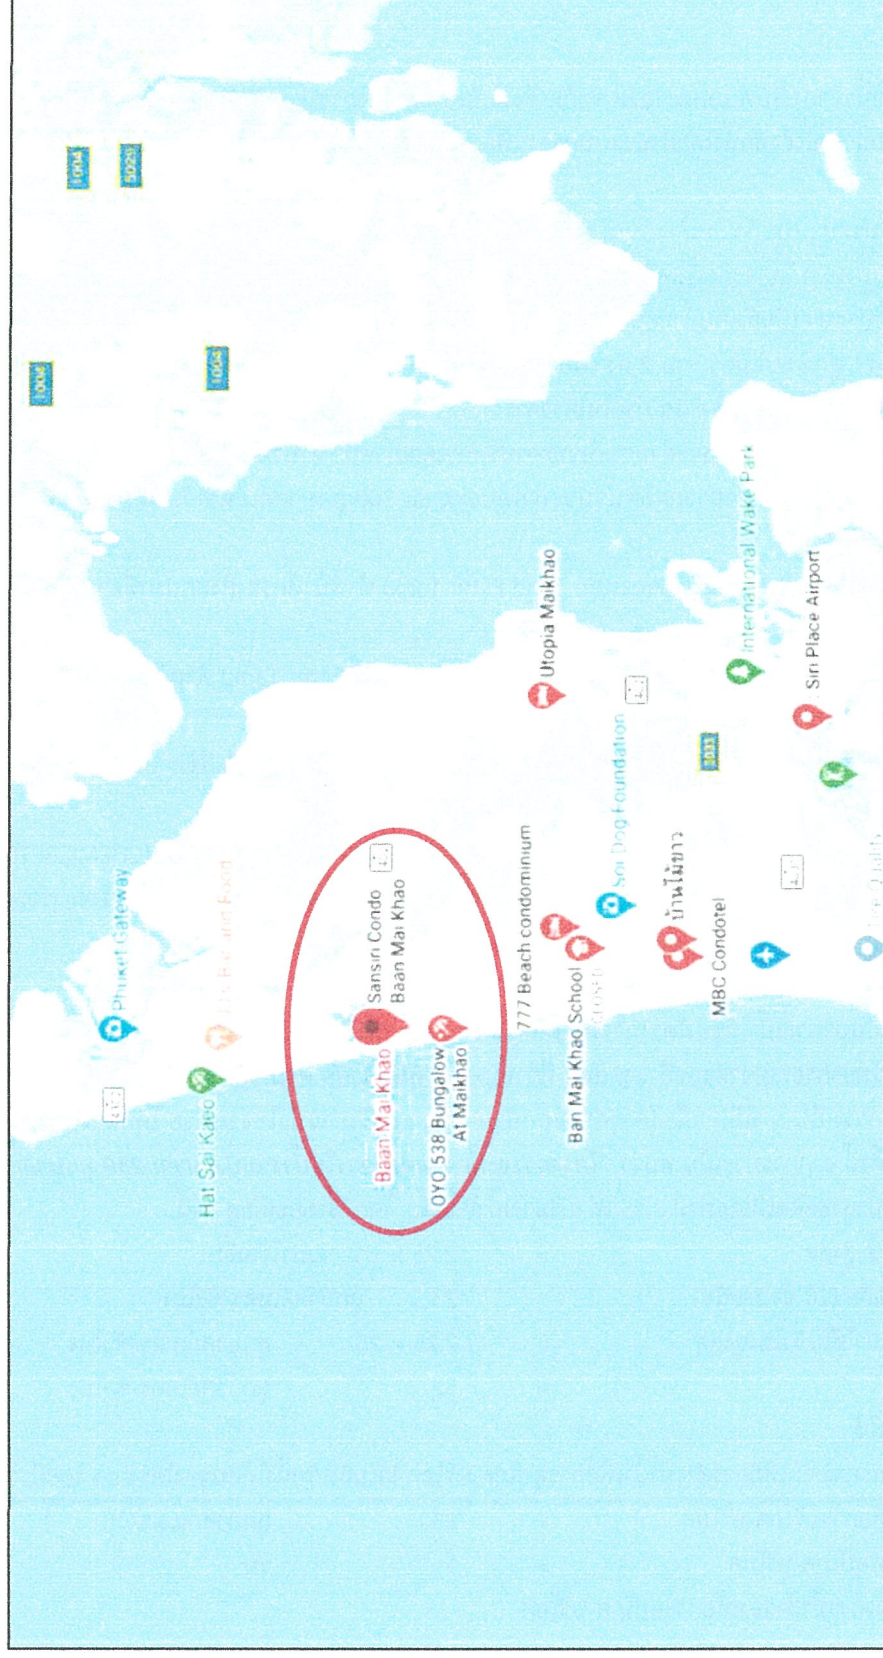 1004
5029
1004
1004
Phuket Gateway
Hat Sai Kaeo
Sansiri Condo
Baan Mai Khao
Baan Mai Khao
OYO 538 Bungalow
At Maikhao
Utopia Maikhao
777 Beach condominium
Ban Mai Khao School
CLOSED
Soi Dog Foundation
บ้านไม้ขาว
MBC Condotel
International Wake Park
Siri Place Airport